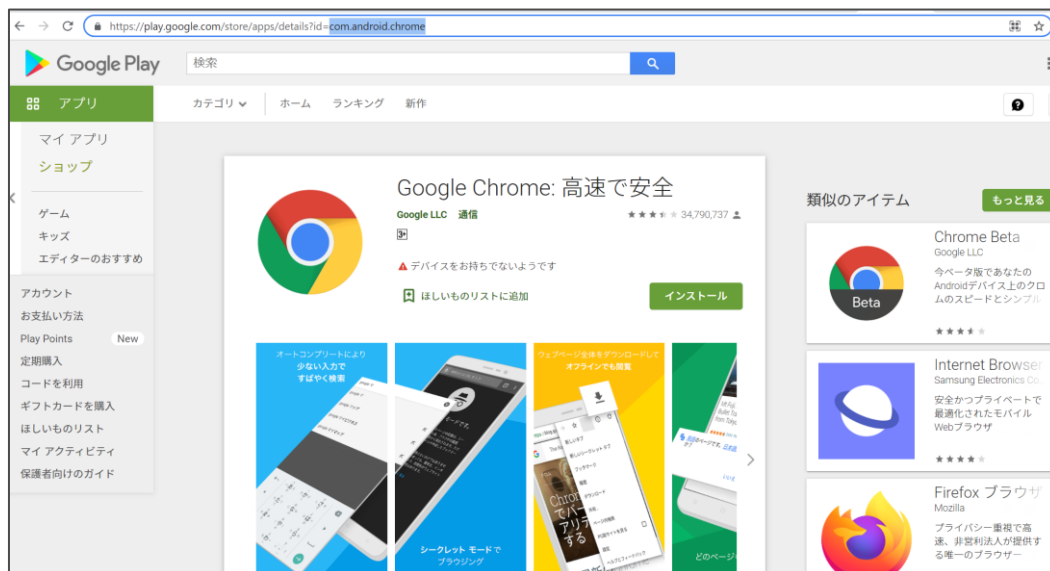 https://play.google.com/store/apps/details?id=com.android.chrome
Google Play
検索
アプリ
カテゴリ
ホーム
ランキング
新作
マイ アプリ
ショップ
ゲーム
キッズ
エディターのおすすめ
アカウント
お支払い方法
Play Points New
定期購入
コードを利用
ギフトカードを購入
ほしいものリスト
マイ アクティビティ
保護者向けのガイド
Google Chrome: 高速で安全
Google LLC 通信
34,790,737
3+
デバイスをお持ちでないようです
ほしいものリストに追加
インストール
オートコンプリートにより
少ない入力で
すばやく検索
シークレット モードで
ブラウジング
ウェブページ全体をダウンロードして
オフラインでも閲覧
どのページ
類似のアイテム
もっと見る
Chrome Beta
Google LLC
今ベータ版であなたの
Androidデバイス上のクロ
ムのスピードとシンプル
Beta
Internet Browser
Samsung Electronics Co.
安全かつプライベートで
最適化されたモバイル
Webブラウザ
Firefox ブラウザ
Mozilla
プライバシー重視で高
速、非営利法人が提供す
る唯一のブラウザー